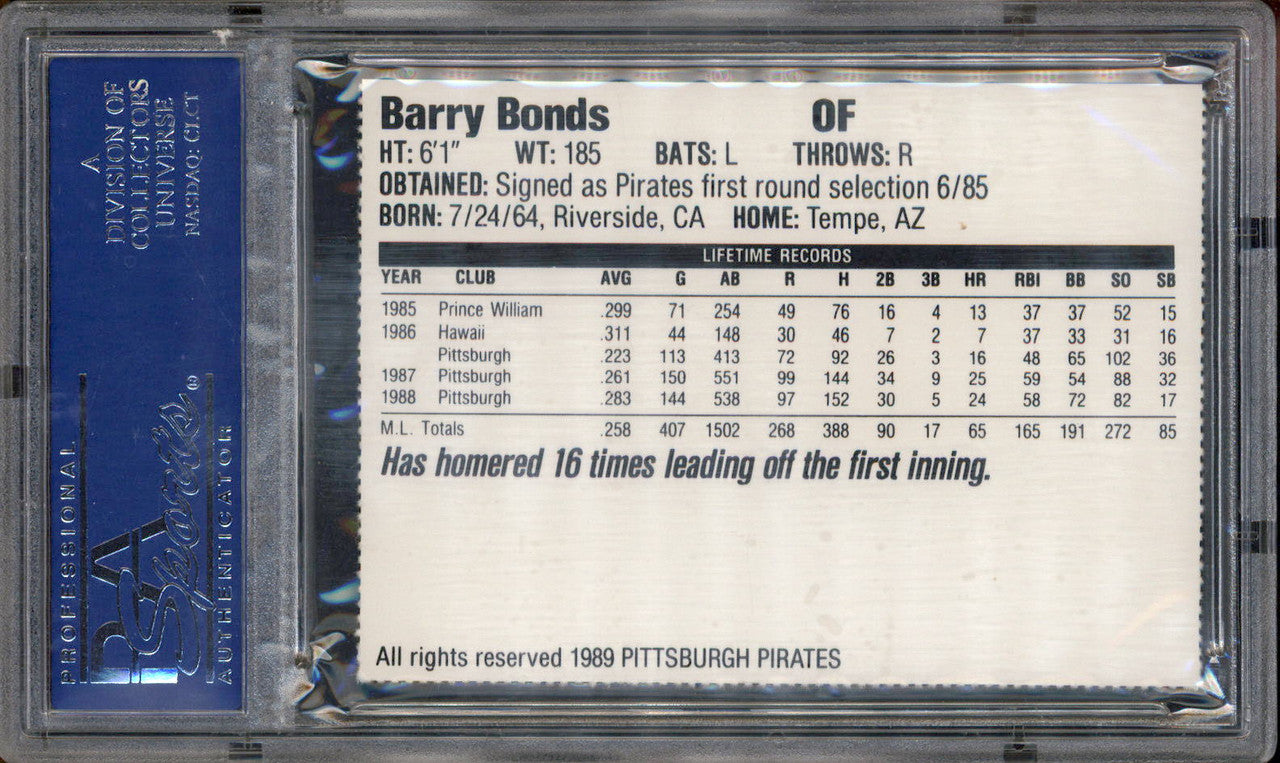 A
DIVISION OF
COLLECTORS
UNIVERSE
NASDAQ: CLCT
PROFESSIONAL
PSA
Sports®
AUTHENTICATOR
Barry Bonds OF
HT: 6'1" WT: 185 BATS: L THROWS: R
OBTAINED: Signed as Pirates first round selection 6/85
BORN: 7/24/64, Riverside, CA HOME: Tempe, AZ
LIFETIME RECORDS
YEAR CLUB AVG G AB R H 2B 3B HR RBI BB SO SB
1985 Prince William .299 71 254 49 76 16 4 13 37 37 52 15
1986 Hawaii .311 44 148 30 46 7 2 7 37 33 31 16
Pittsburgh .223 113 413 72 92 26 3 16 48 65 102 36
1987 Pittsburgh .261 150 551 99 144 34 9 25 59 54 88 32
1988 Pittsburgh .283 144 538 97 152 30 5 24 58 72 82 17
M.L. Totals .258 407 1502 268 388 90 17 65 165 191 272 85
Has homered 16 times leading off the first inning.
All rights reserved 1989 PITTSBURGH PIRATES